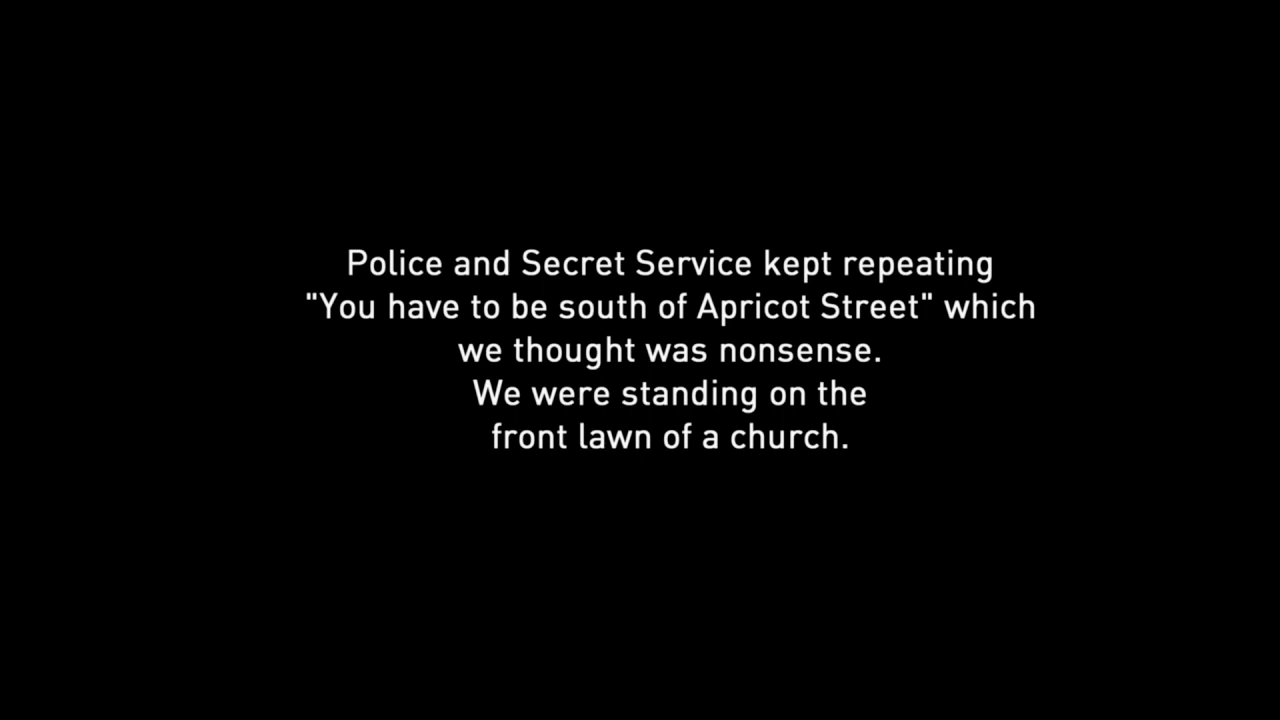 Police and Secret Service kept repeating
"You have to be south of Apricot Street" which
we thought was nonsense.
We were standing on the
front lawn of a church.